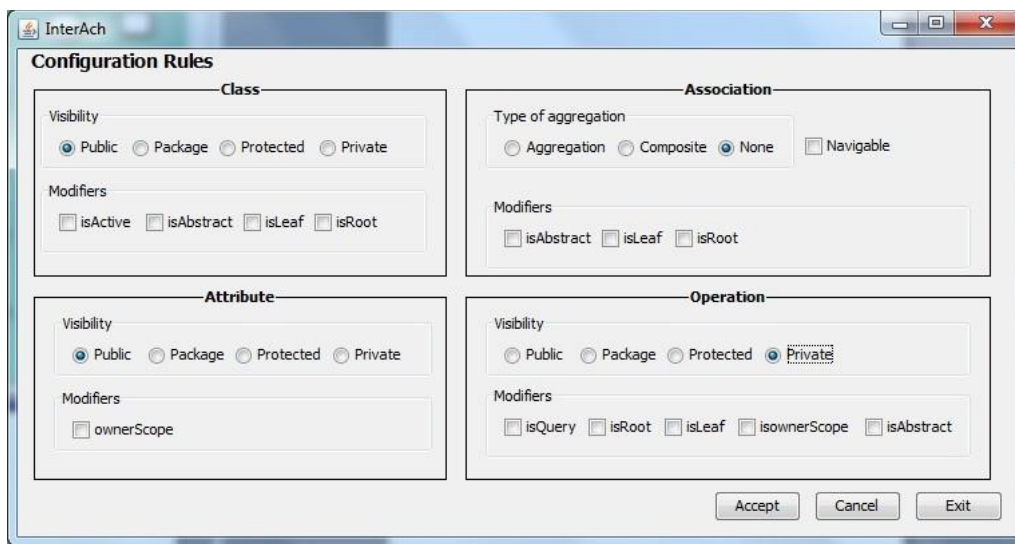 InterAch
Configuration Rules
Class
Visibility
Public Package Protected Private
Modifiers
isActive isAbstract isLeaf isRoot
Association
Type of aggregation
Aggregation Composite None Navigable
Modifiers
isAbstract isLeaf isRoot
Attribute
Visibility
Public Package Protected Private
Modifiers
ownerScope
Operation
Visibility
Public Package Protected Private
Modifiers
isQuery isRoot isLeaf isownerScope isAbstract
Accept Cancel Exit